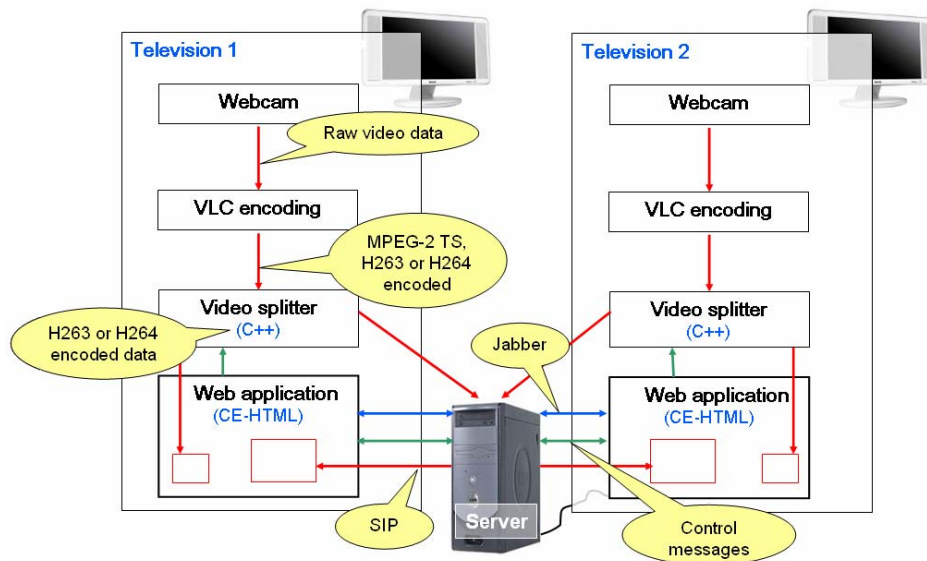 Television 1
Webcam
Raw video data
VLC encoding
MPEG-2 TS,
H263 or H264
encoded
Video splitter
(C++)
H263 or H264
encoded data
Web application
(CE-HTML)
SIP
Server
Jabber
Control
messages
Television 2
Webcam
VLC encoding
Video splitter
(C++)
Web application
(CE-HTML)